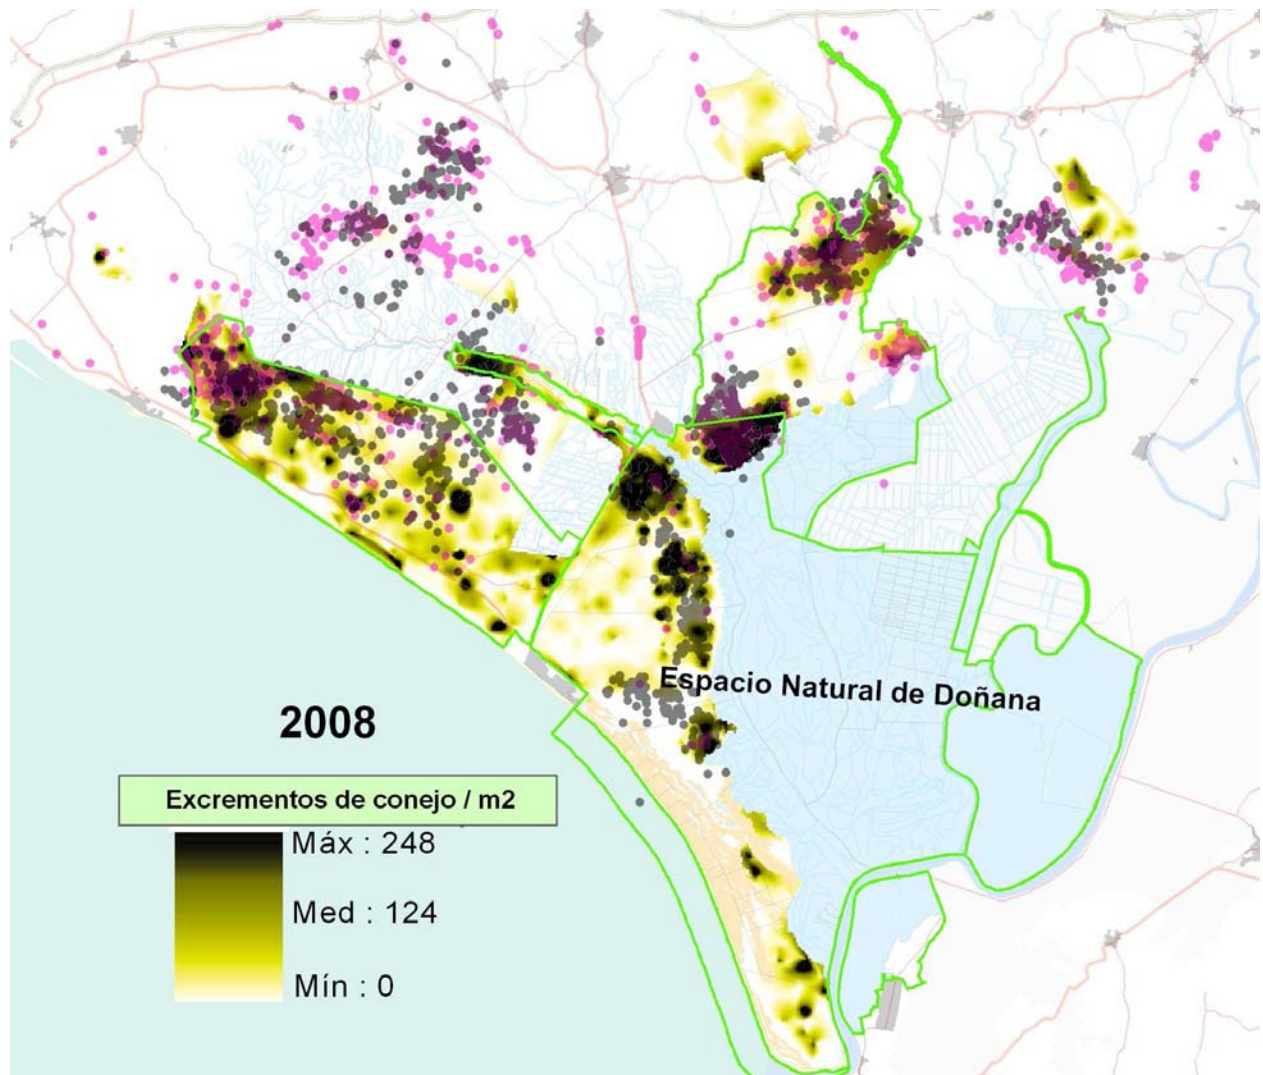 Espacio Natural de Doñana
2008
Excrementos de conejo / m2
Máx : 248
Med : 124
Mín : 0